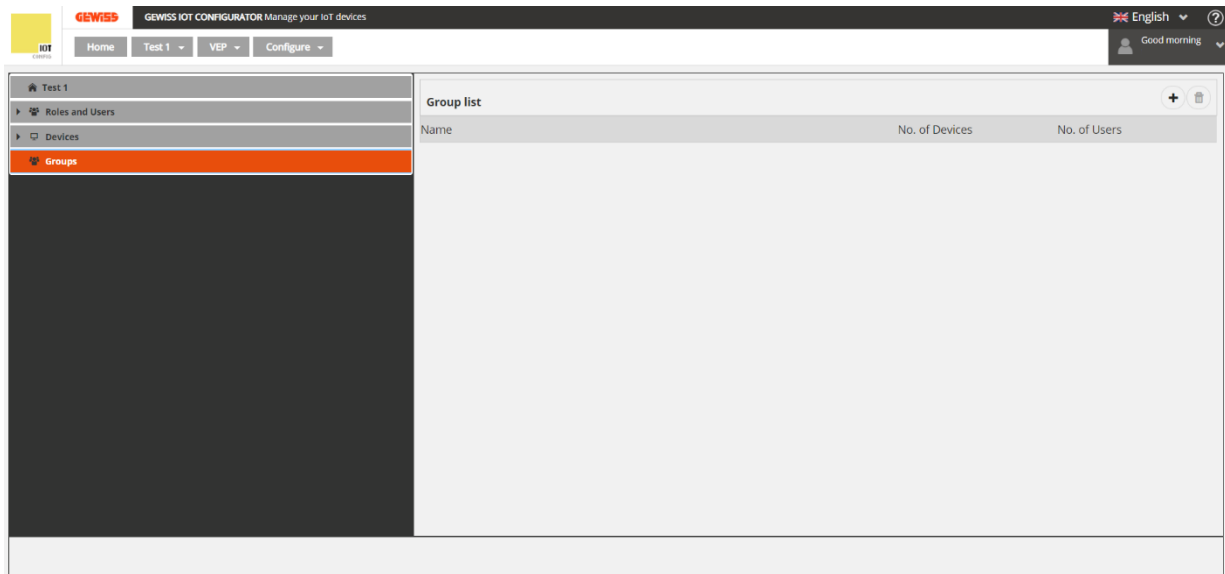 GEWISS GEWISS IOT CONFIGURATOR Manage your IoT devices English
IOT
CONFIG
Home Test 1 VEP Configure Good morning
Test 1
Roles and Users
Devices
Groups
Group list
Name No. of Devices No. of Users